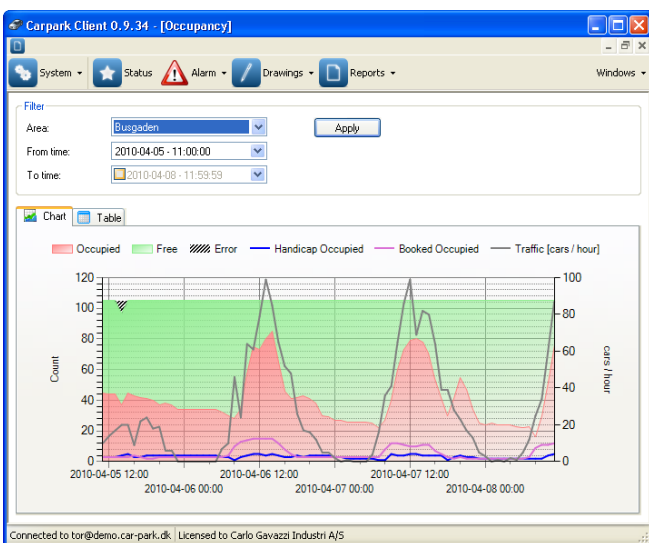 Carpark Client 0.9.34 - [Occupancy]
System Status Alarm Drawings Reports Windows
Filter
Area: Busgaden Apply
From time: 2010-04-05 - 11:00:00
To time: 2010-04-08 - 11:59:59
Chart Table
Occupied Free Error Handicap Occupied Booked Occupied Traffic [cars / hour]
120 100
100 80
80
60 60
40 40
20 20
0 0
Count
cars / hour
2010-04-05 12:00 2010-04-06 12:00 2010-04-07 12:00
2010-04-06 00:00 2010-04-07 00:00 2010-04-08 00:00
Connected to tor@demo.car-park.dk Licensed to Carlo Gavazzi Industri A/S